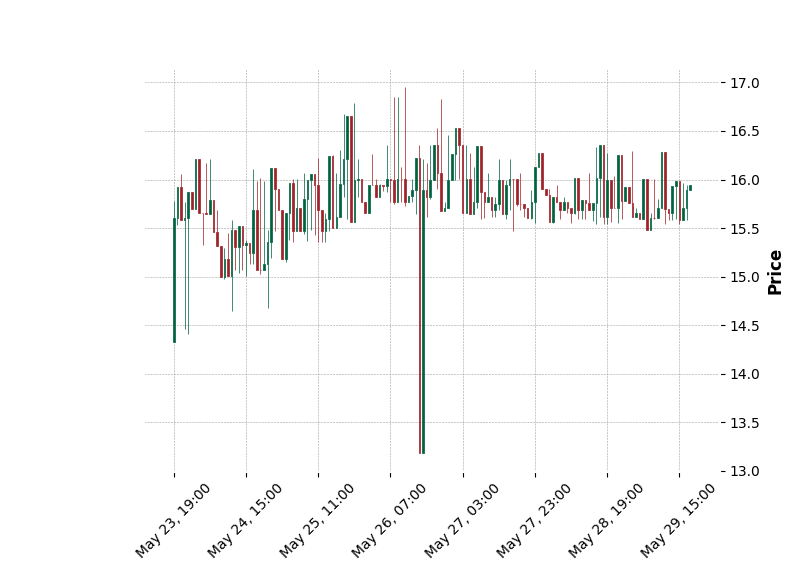 17.0
16.5
16.0
15.5
15.0
14.5
14.0
13.5
13.0
Price
May 23, 19:00
May 24, 15:00
May 25, 11:00
May 26, 07:00
May 27, 03:00
May 27, 23:00
May 28, 19:00
May 29, 15:00